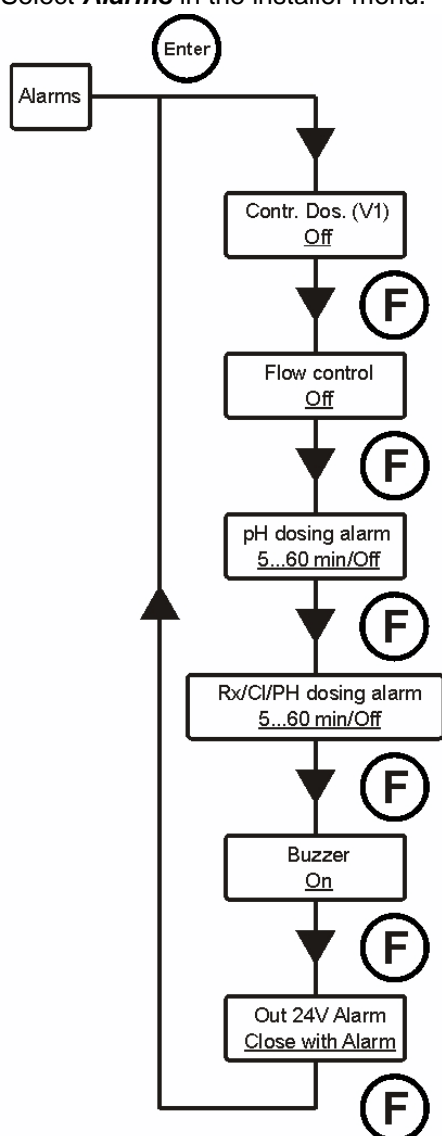 Select Alarms in the installer menu.
Enter
Alarms
Contr. Dos. (V1)
Off
F
Flow control
Off
F
pH dosing alarm
5...60 min/Off
F
Rx/Cl/PH dosing alarm
5...60 min/Off
F
Buzzer
On
F
Out 24V Alarm
Close with Alarm
F